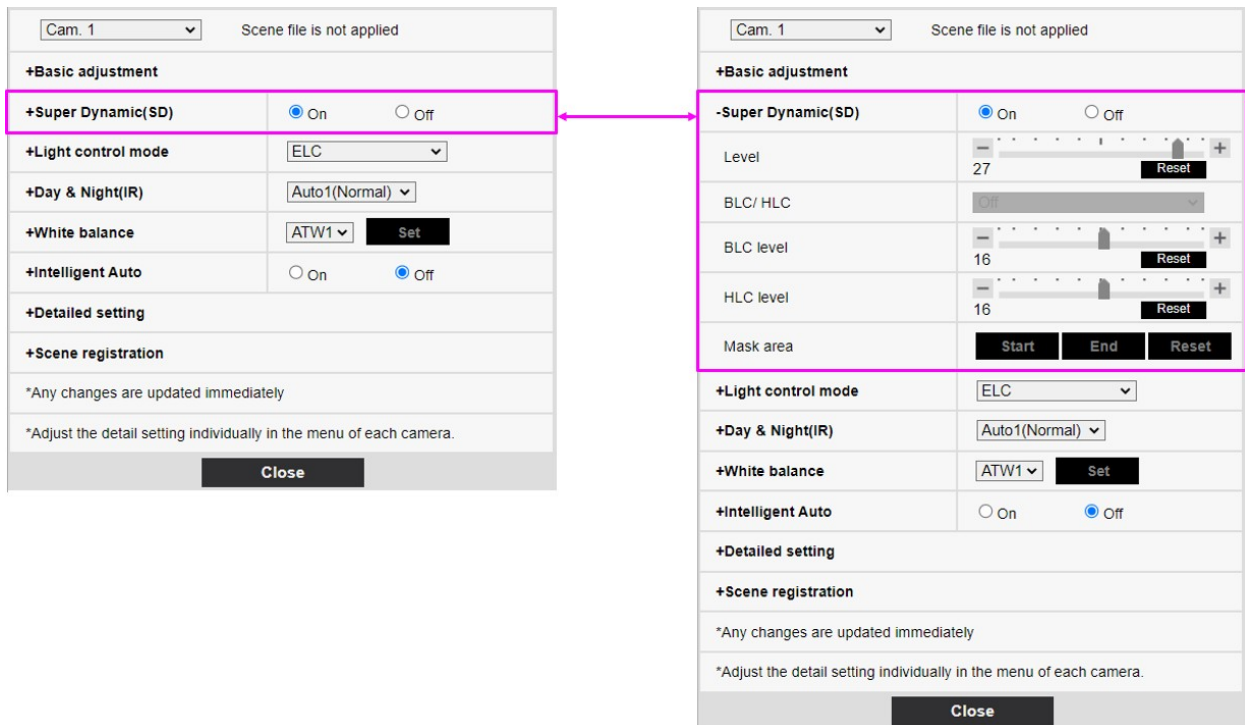 Cam. 1 Scene file is not applied
+Basic adjustment
+Super Dynamic(SD) On Off
+Light control mode ELC
+Day & Night(IR) Auto1(Normal)
+White balance ATW1 Set
+Intelligent Auto On Off
+Detailed setting
+Scene registration
*Any changes are updated immediately
*Adjust the detail setting individually in the menu of each camera.
Close
Cam. 1 Scene file is not applied
+Basic adjustment
-Super Dynamic(SD) On Off
Level - +
27 Reset
BLC/ HLC Off
BLC level - +
16 Reset
HLC level - +
16 Reset
Mask area Start End Reset
+Light control mode ELC
+Day & Night(IR) Auto1(Normal)
+White balance ATW1 Set
+Intelligent Auto On Off
+Detailed setting
+Scene registration
*Any changes are updated immediately
*Adjust the detail setting individually in the menu of each camera.
Close